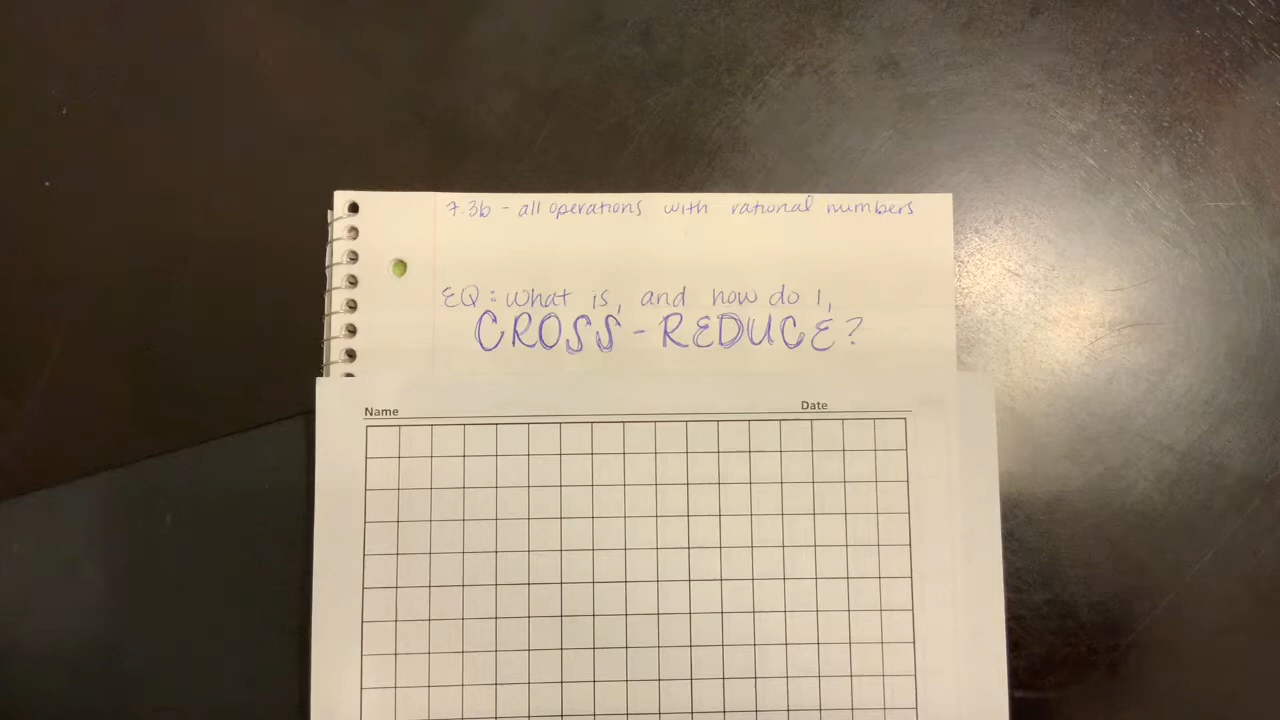 7.3b - all operations with rational numbers
EQ: what is, and how do I,
CROSS-REDUCE?
Name
Date